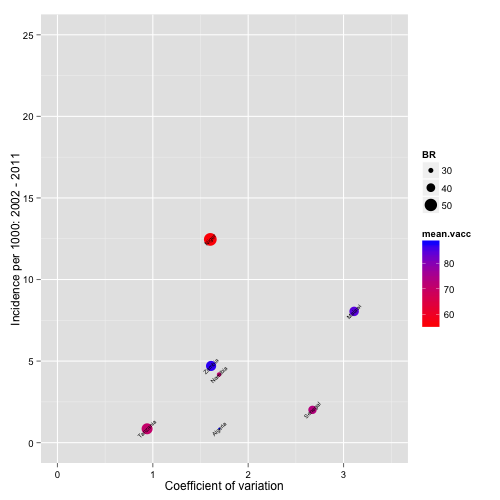 25
20
15
10
5
0
0 1 2 3
Coefficient of variation
Incidence per 1000: 2002 - 2011
Namibia
Algeria
BR
30
40
50
mean.vacc
80
70
60